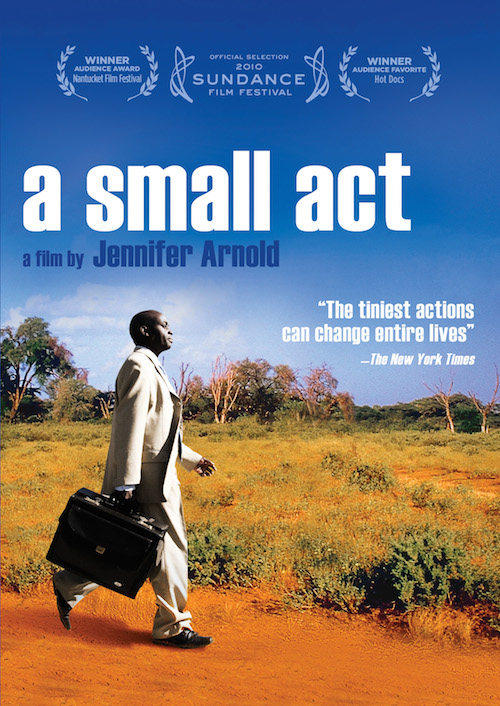 WINNER
AUDIENCE AWARD
Nantucket Film Festival
OFFICIAL SELECTION
2010
SUNDANCE
FILM FESTIVAL
WINNER
AUDIENCE FAVORITE
Hot Docs
a small act
a film by Jennifer Arnold
“The tiniest actions
can change entire lives”
—The New York Times